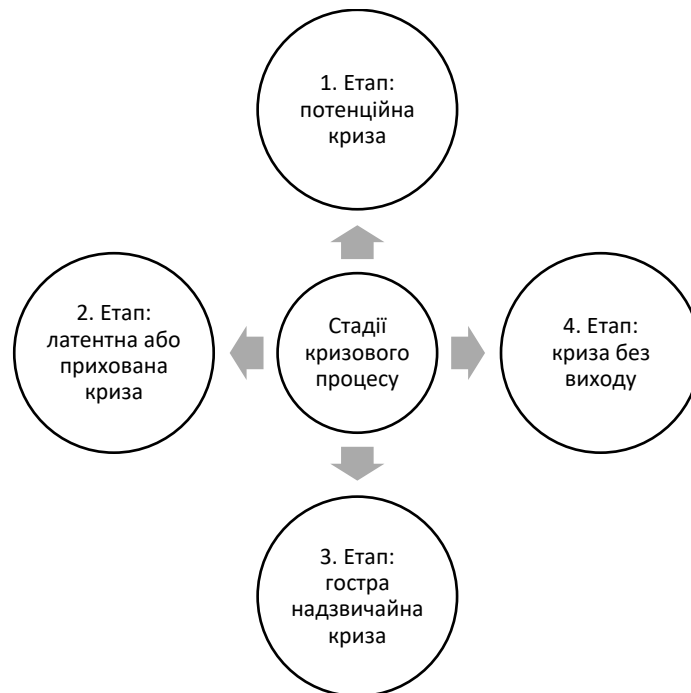 1. Етап:
потенційна
криза
2. Етап:
латентна або
прихована
криза
Стадії
кризового
процесу
4. Етап:
криза без
виходу
3. Етап:
гостра
надзвичайна
криза